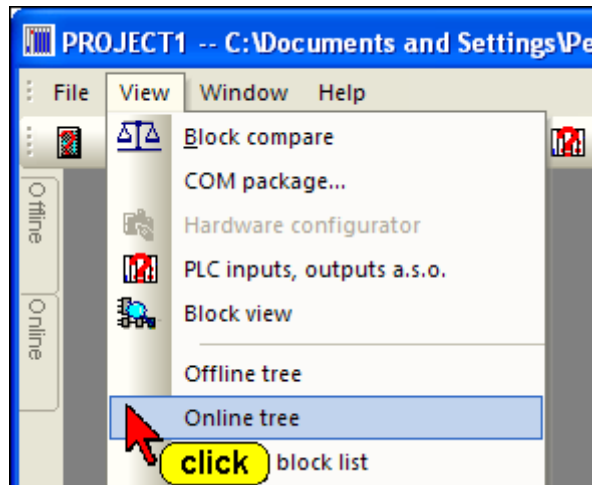 PROJECT1 -- C:\Documents and Settings\Pe
File View Window Help
Block compare
COM package...
Hardware configurator
PLC inputs, outputs a.s.o.
Block view
Offline tree
Online tree
click block list
Offline
Online